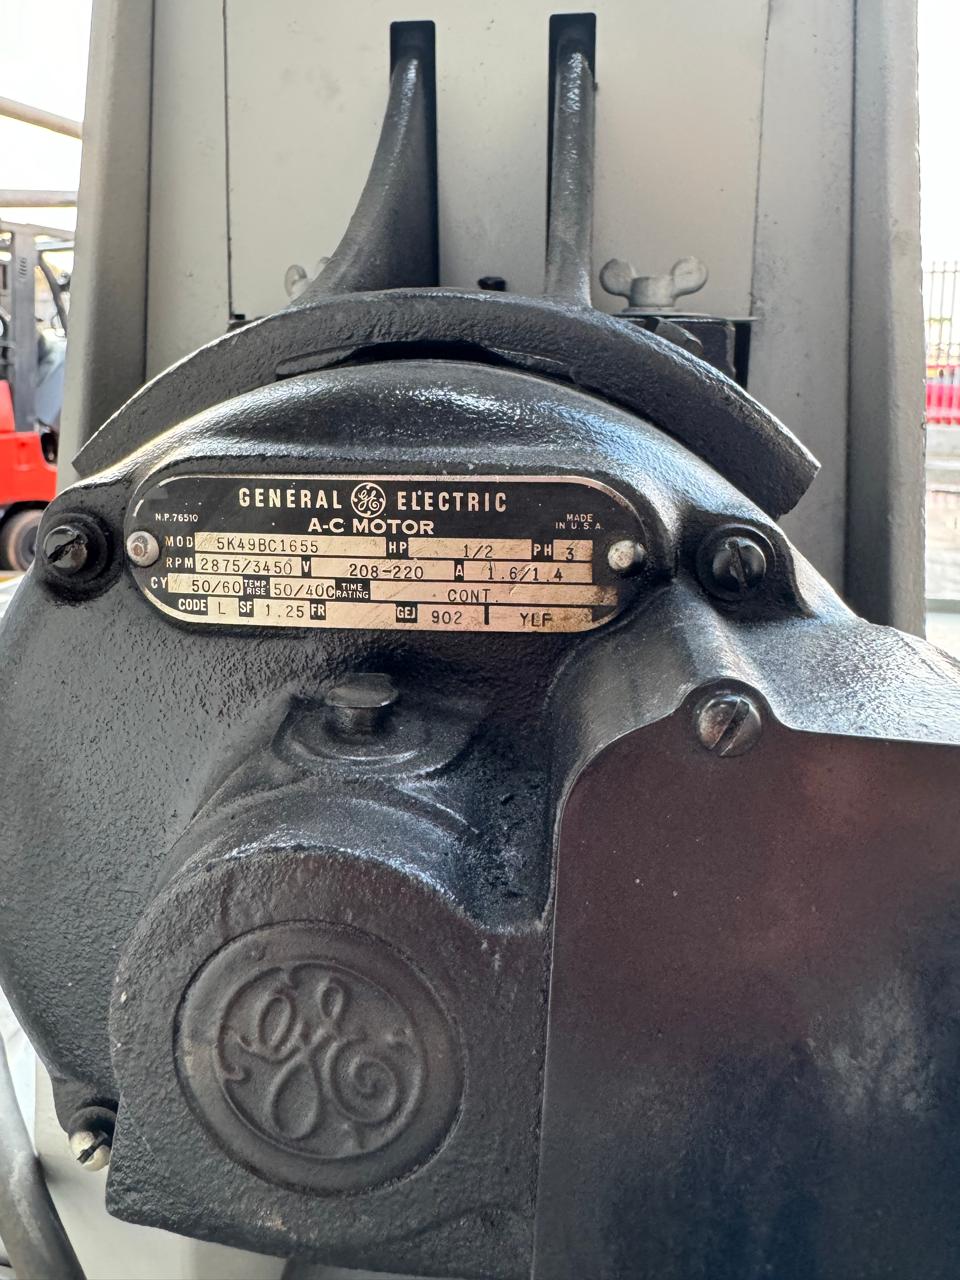 GENERAL GE ELECTRIC
N.P. 76510 A-C MOTOR MADE IN U.S.A.
MOD 5K49BC1655 HP 1/2 PH 3
RPM 2875/3450 V 208-220 A 1.6/1.4
CY 50/60 TEMP RISE 50/40C TIME RATING CONT.
CODE L SF 1.25 FR GEJ 902 YLF
GE